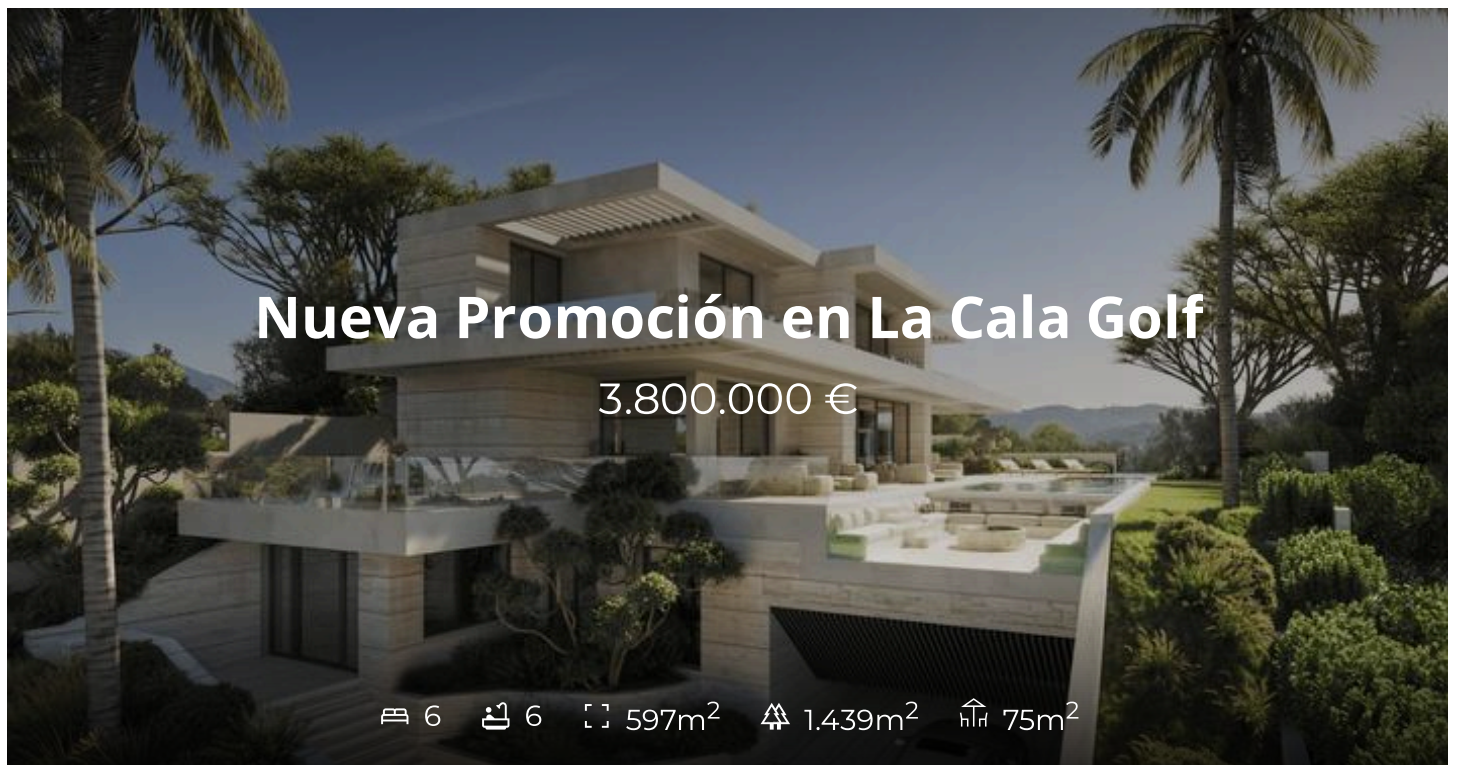 Nueva Promoción en La Cala Golf
3.800.000 €
6 6 597m² 1.439m² 75m²